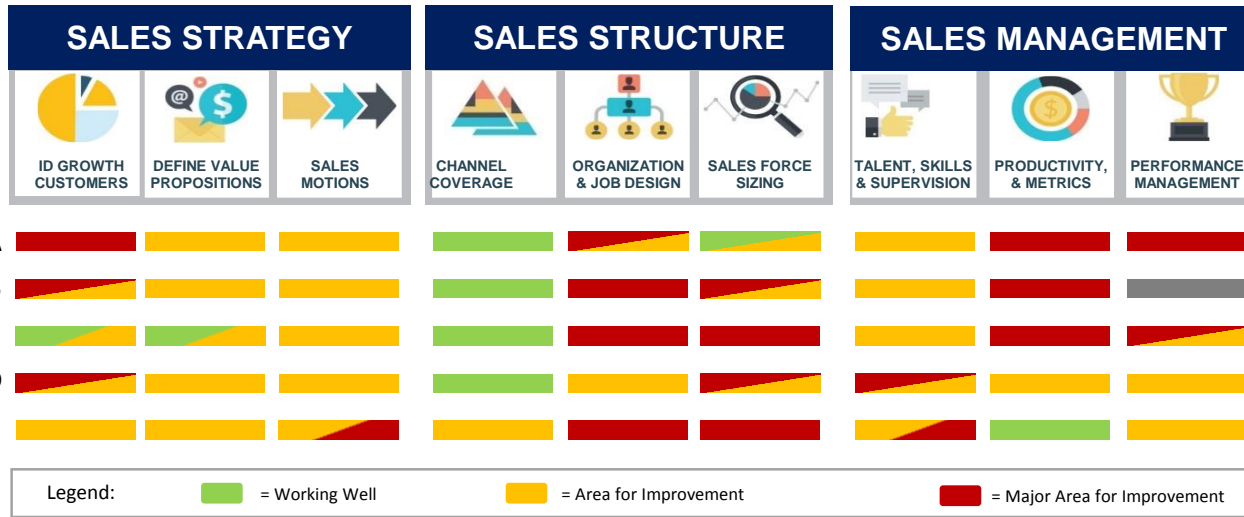 SALES STRATEGY
SALES STRUCTURE
SALES MANAGEMENT
@
$
$
ID GROWTH
CUSTOMERS
DEFINE VALUE
PROPOSITIONS
SALES
MOTIONS
CHANNEL
COVERAGE
ORGANIZATION
& JOB DESIGN
SALES FORCE
SIZING
TALENT, SKILLS
& SUPERVISION
PRODUCTIVITY,
& METRICS
PERFORMANCE
MANAGEMENT
Legend:
= Working Well
= Area for Improvement
= Major Area for Improvement